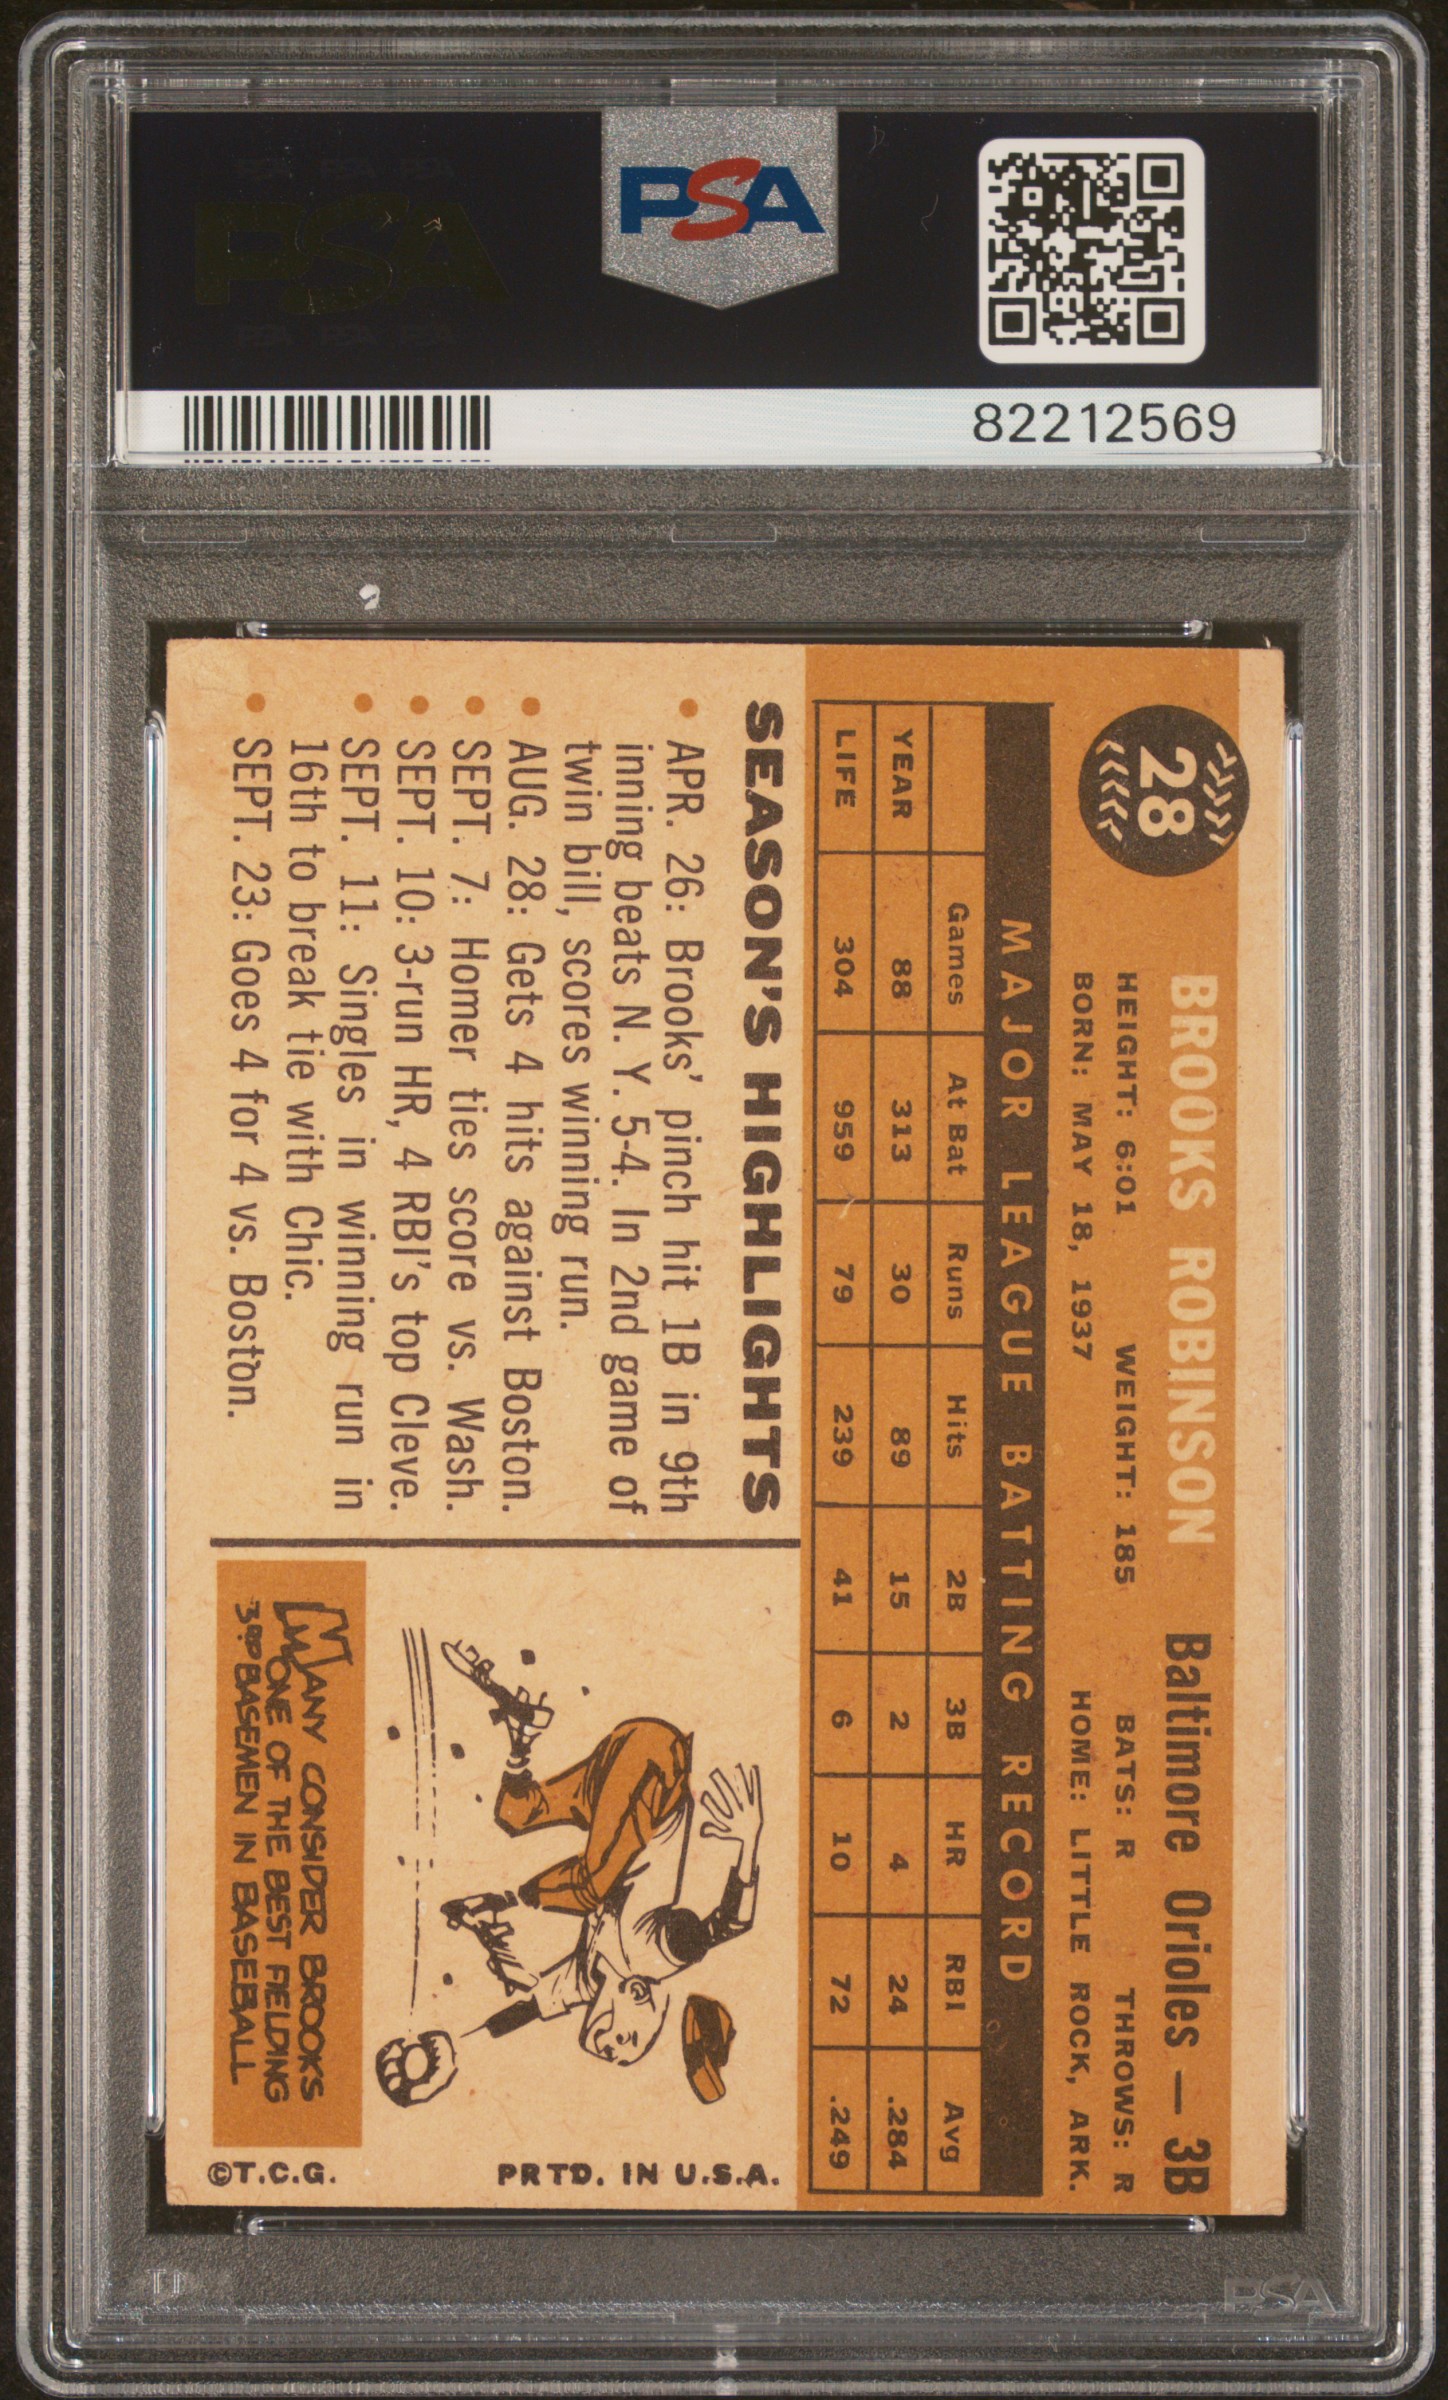 PSA
82212569
28
BROOKS ROBINSON Baltimore Orioles — 3B
HEIGHT: 6:01 WEIGHT: 185 BATS: R THROWS: R
BORN: MAY 18, 1937 HOME: LITTLE ROCK, ARK.
MAJOR LEAGUE BATTING RECORD
Games At Bat Runs Hits 2B 3B HR RBI Avg
YEAR 88 313 30 89 15 2 4 24 .284
LIFE 304 959 79 239 41 6 10 72 .249
SEASON'S HIGHLIGHTS
• APR. 26: Brooks' pinch hit 1B in 9th
inning beats N. Y. 5-4. In 2nd game of
twin bill, scores winning run.
• AUG. 28: Gets 4 hits against Boston.
• SEPT. 7: Homer ties score vs. Wash.
• SEPT. 10: 3-run HR, 4 RBI's top Cleve.
• SEPT. 11: Singles in winning run in
16th to break tie with Chic.
• SEPT. 23: Goes 4 for 4 vs. Boston.
MANY CONSIDER BROOKS
ONE OF THE BEST FIELDING
3RD BASEMEN IN BASEBALL
PRTD. IN U.S.A.
©T.C.G.
PSA